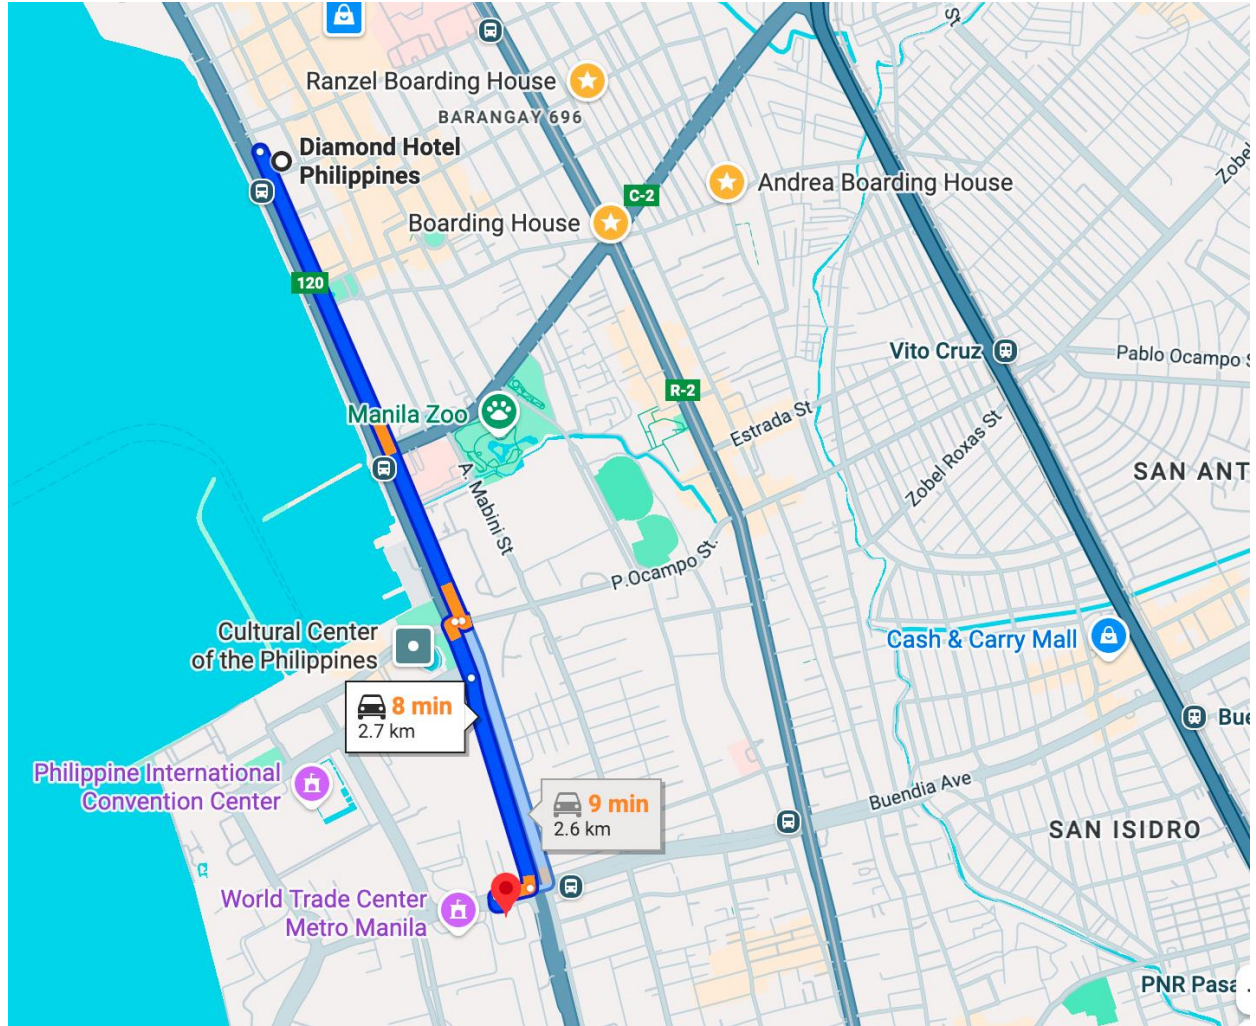 St
Ranzel Boarding House
BARANGAY 696
Diamond Hotel
Philippines
Zobel
Andrea Boarding House
C-2
Boarding House
120
Vito Cruz
Pablo Ocampo S
R-2
Manila Zoo
Estrada St
Zobel Roxas St
SAN ANT
A. Mabini St
P.Ocampo St.
Cultural Center
of the Philippines
Cash & Carry Mall
8 min
2.7 km
Bue
Philippine International
Convention Center
9 min
2.6 km
Buendia Ave
SAN ISIDRO
World Trade Center
Metro Manila
PNR Pasa